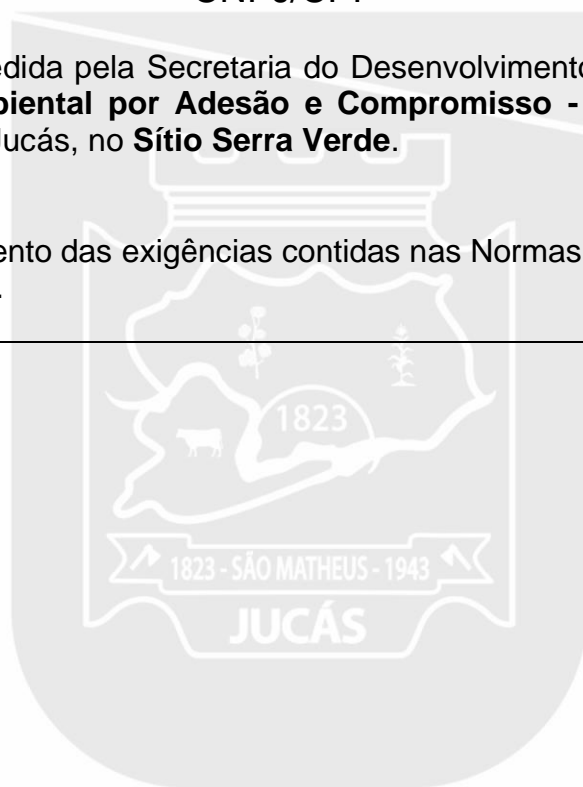 edida pela Secretaria do Desenvolvimento
biental por Adesão e Compromisso -
Jucás, no Sítio Serra Verde.
ento das exigências contidas nas Normas
.
1823
1823 - SÃO MATHEUS - 1943
JUCÁS